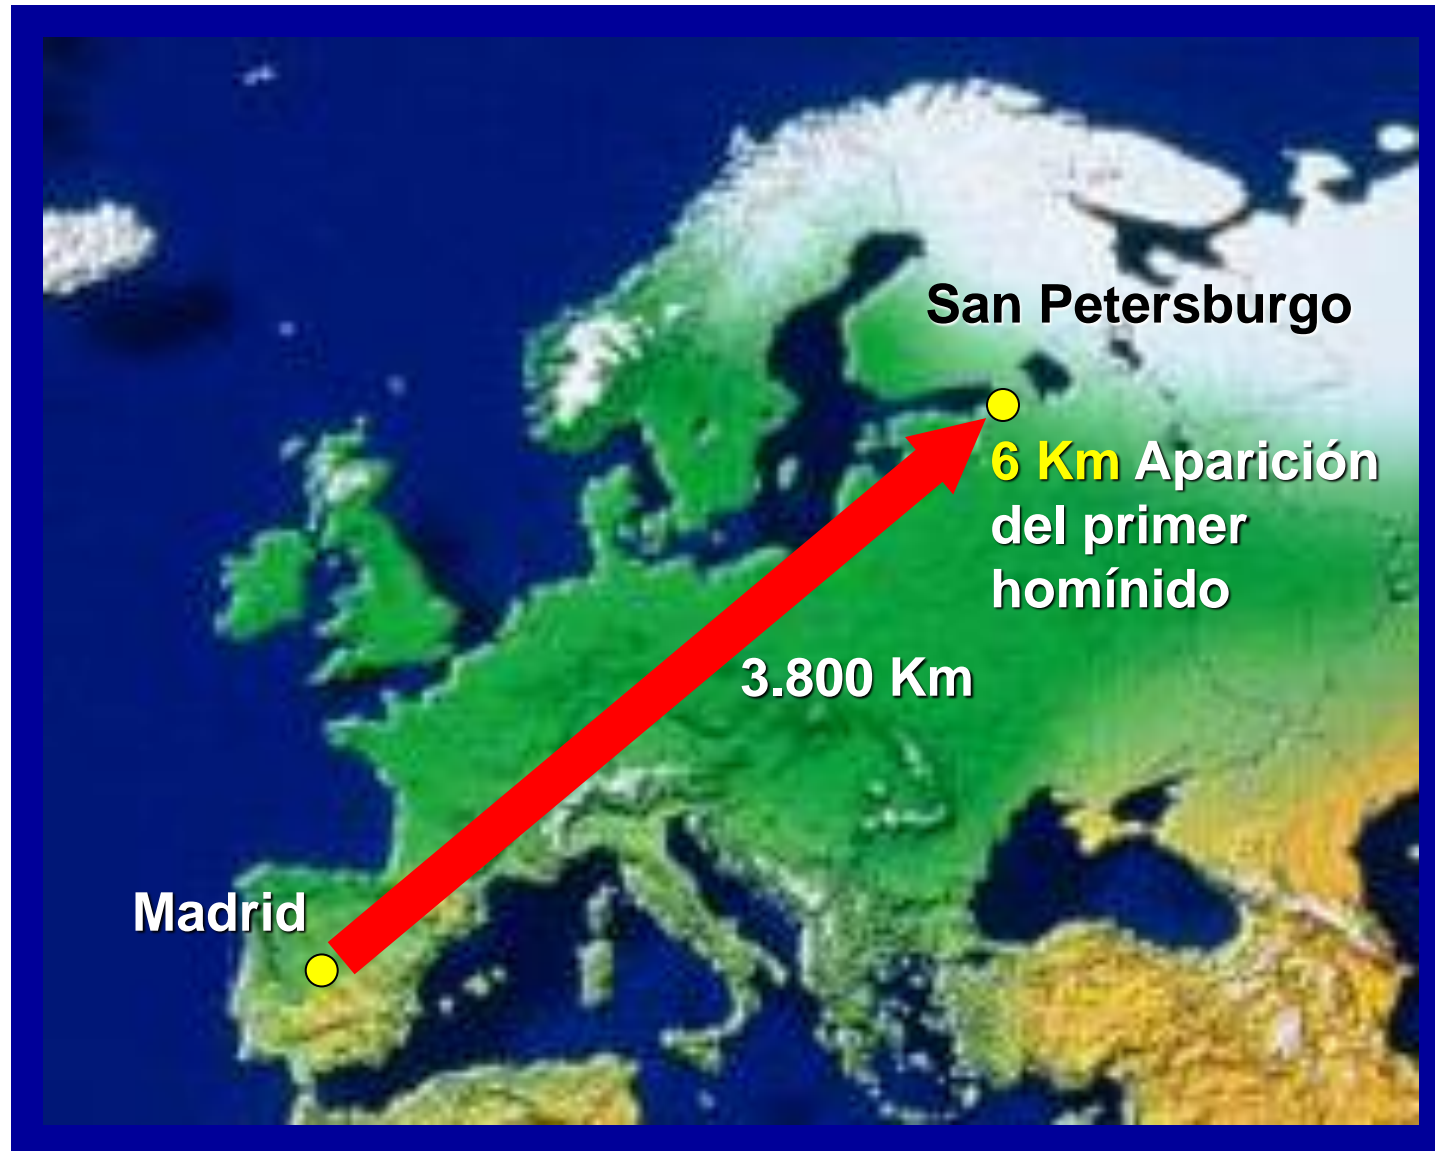 San Petersburgo
6 Km Aparición
del primer
homínido
3.800 Km
Madrid